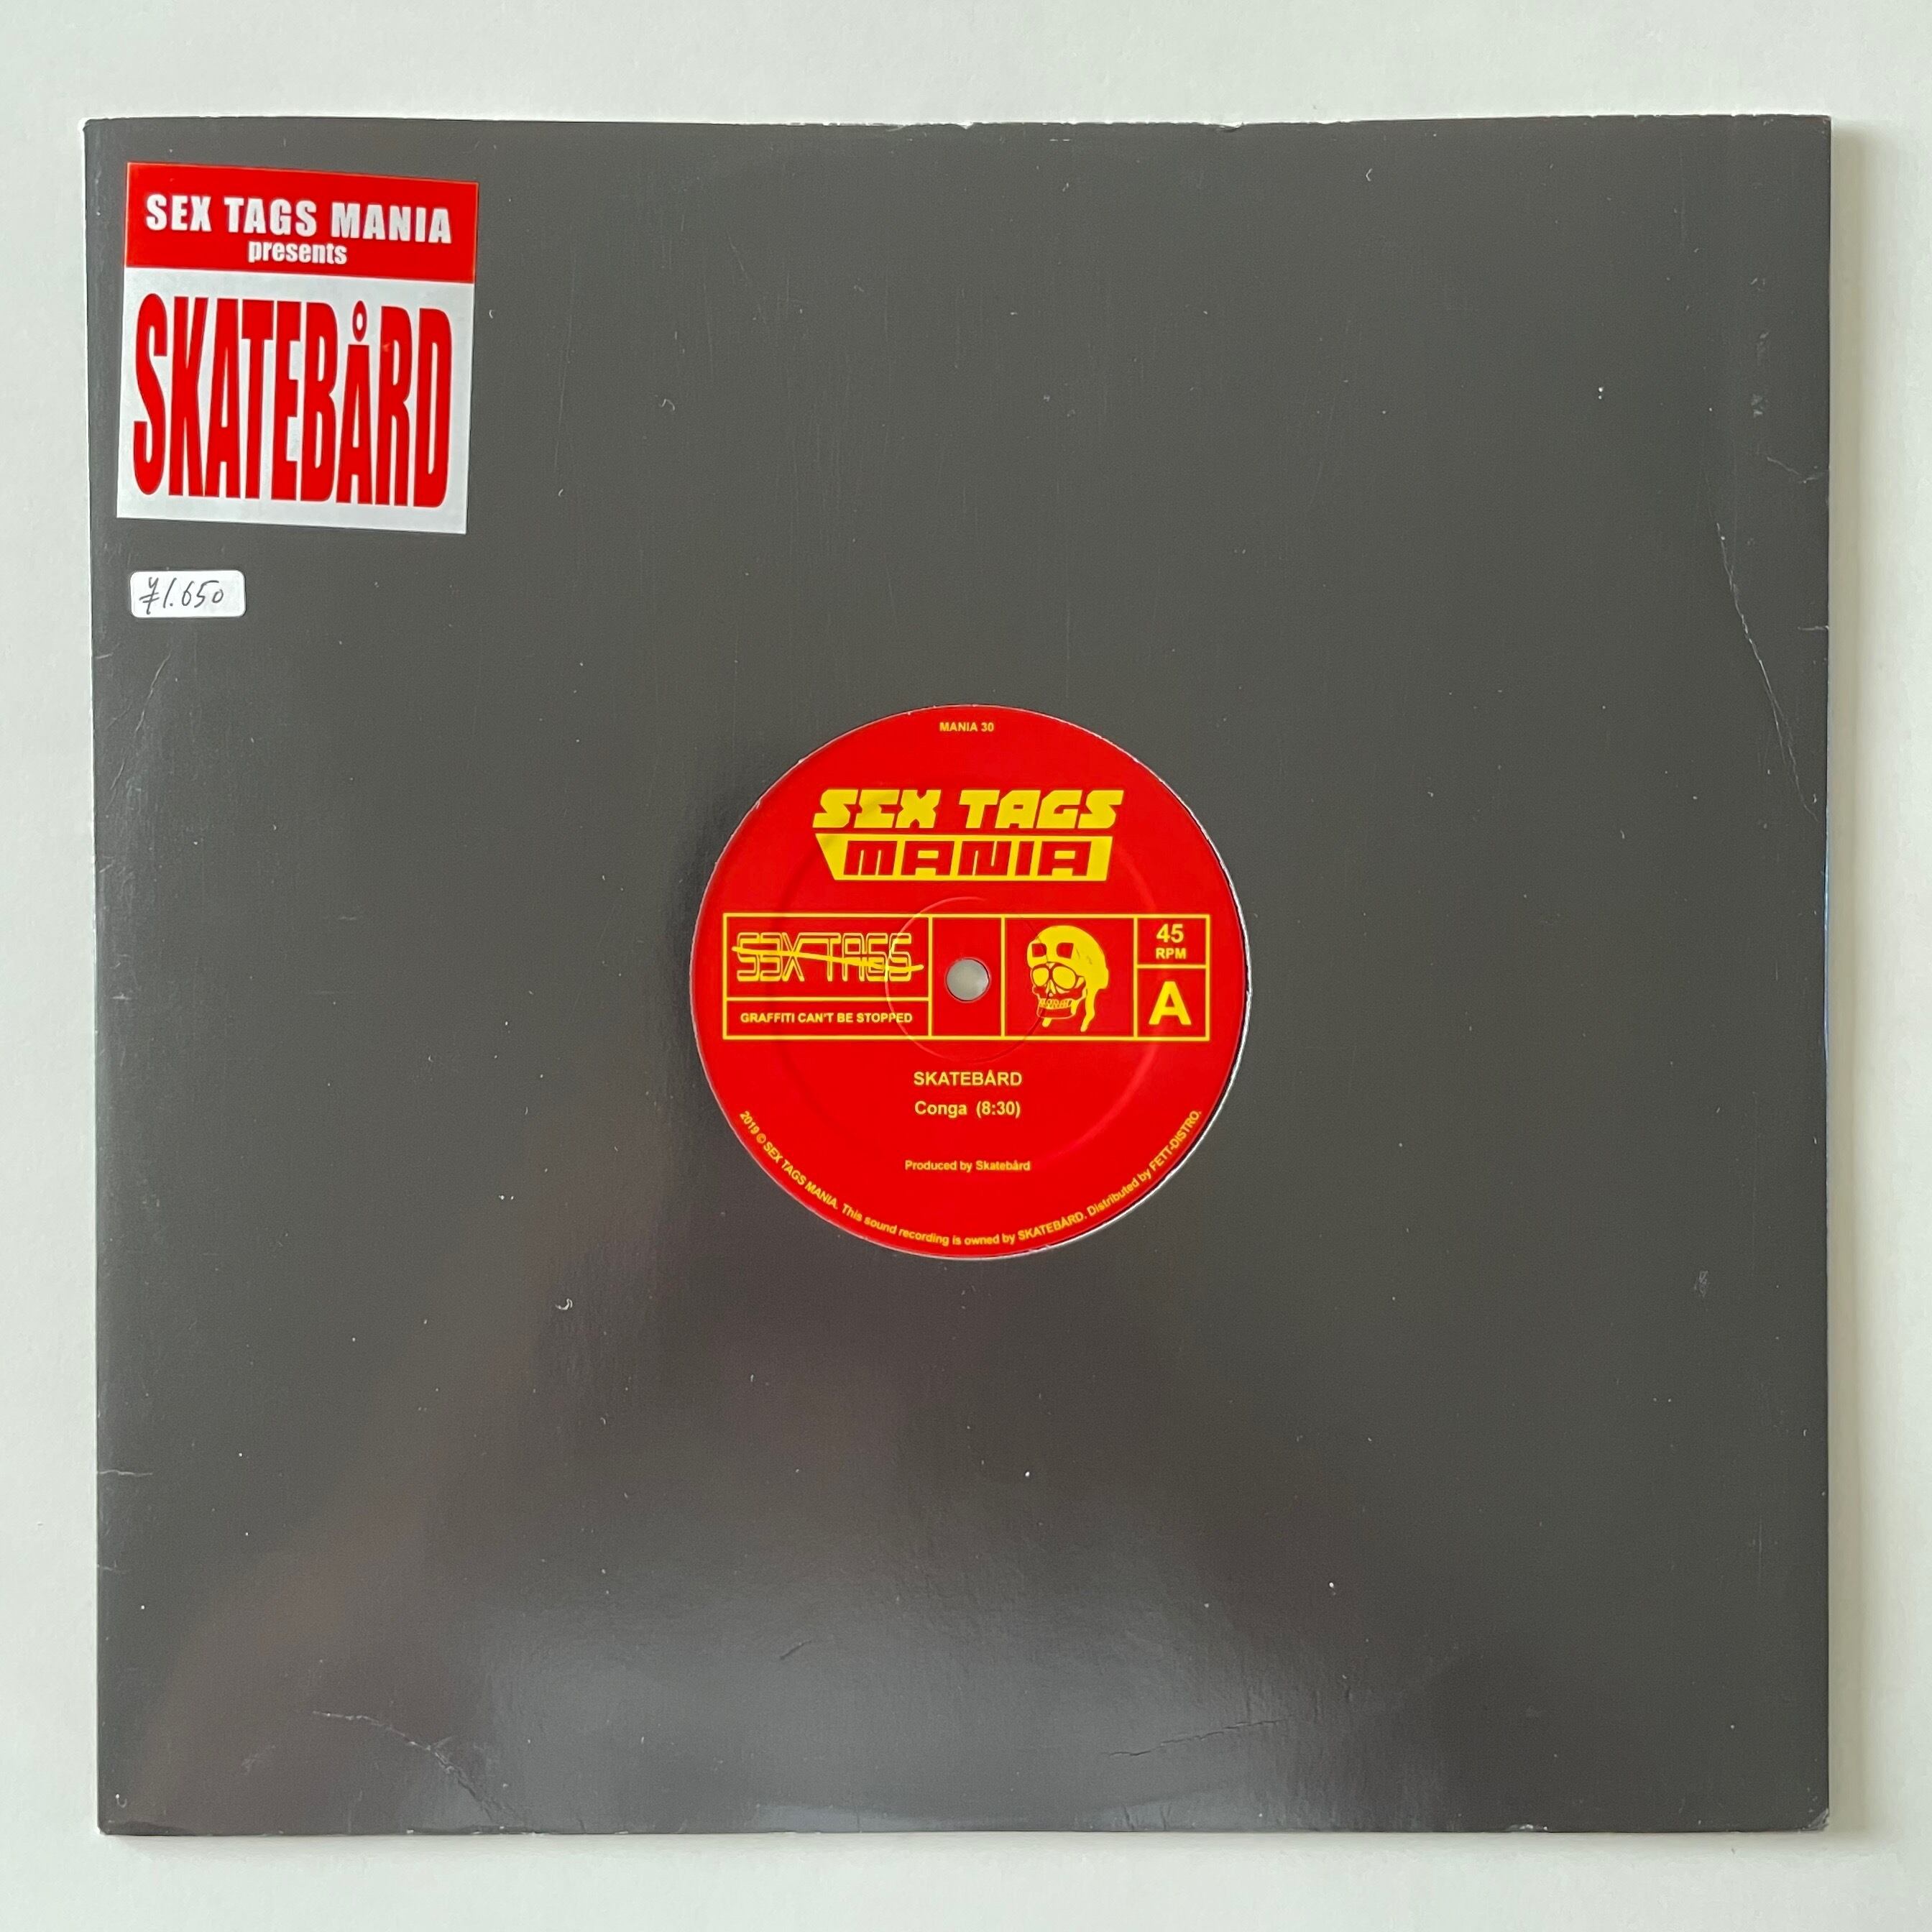 SEX TAGS MANIA
presents
SKATEBÅRD
¥1.650
MANIA 30
SEX TAGS
MANIA
SEX TAGS
GRAFFITI CAN'T BE STOPPED
45
RPM
A
SKATEBÅRD
Conga (8:30)
Produced by Skatebård
2019 © SEX TAGS MANIA. This sound recording is owned by SKATEBÅRD. Distributed by FETT-DISTRO.